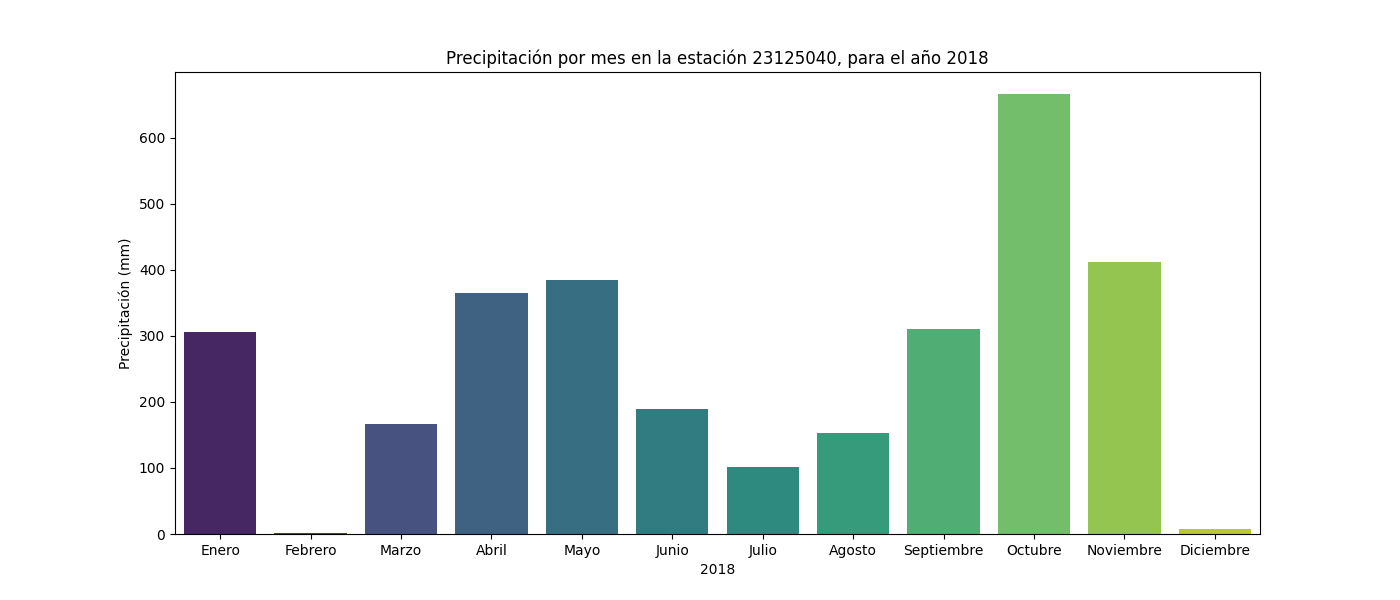 Precipitación por mes en la estación 23125040, para el año 2018
Precipitación (mm)
600
500
400
300
200
100
0
Enero Febrero Marzo Abril Mayo Junio Julio Agosto Septiembre Octubre Noviembre Diciembre
2018